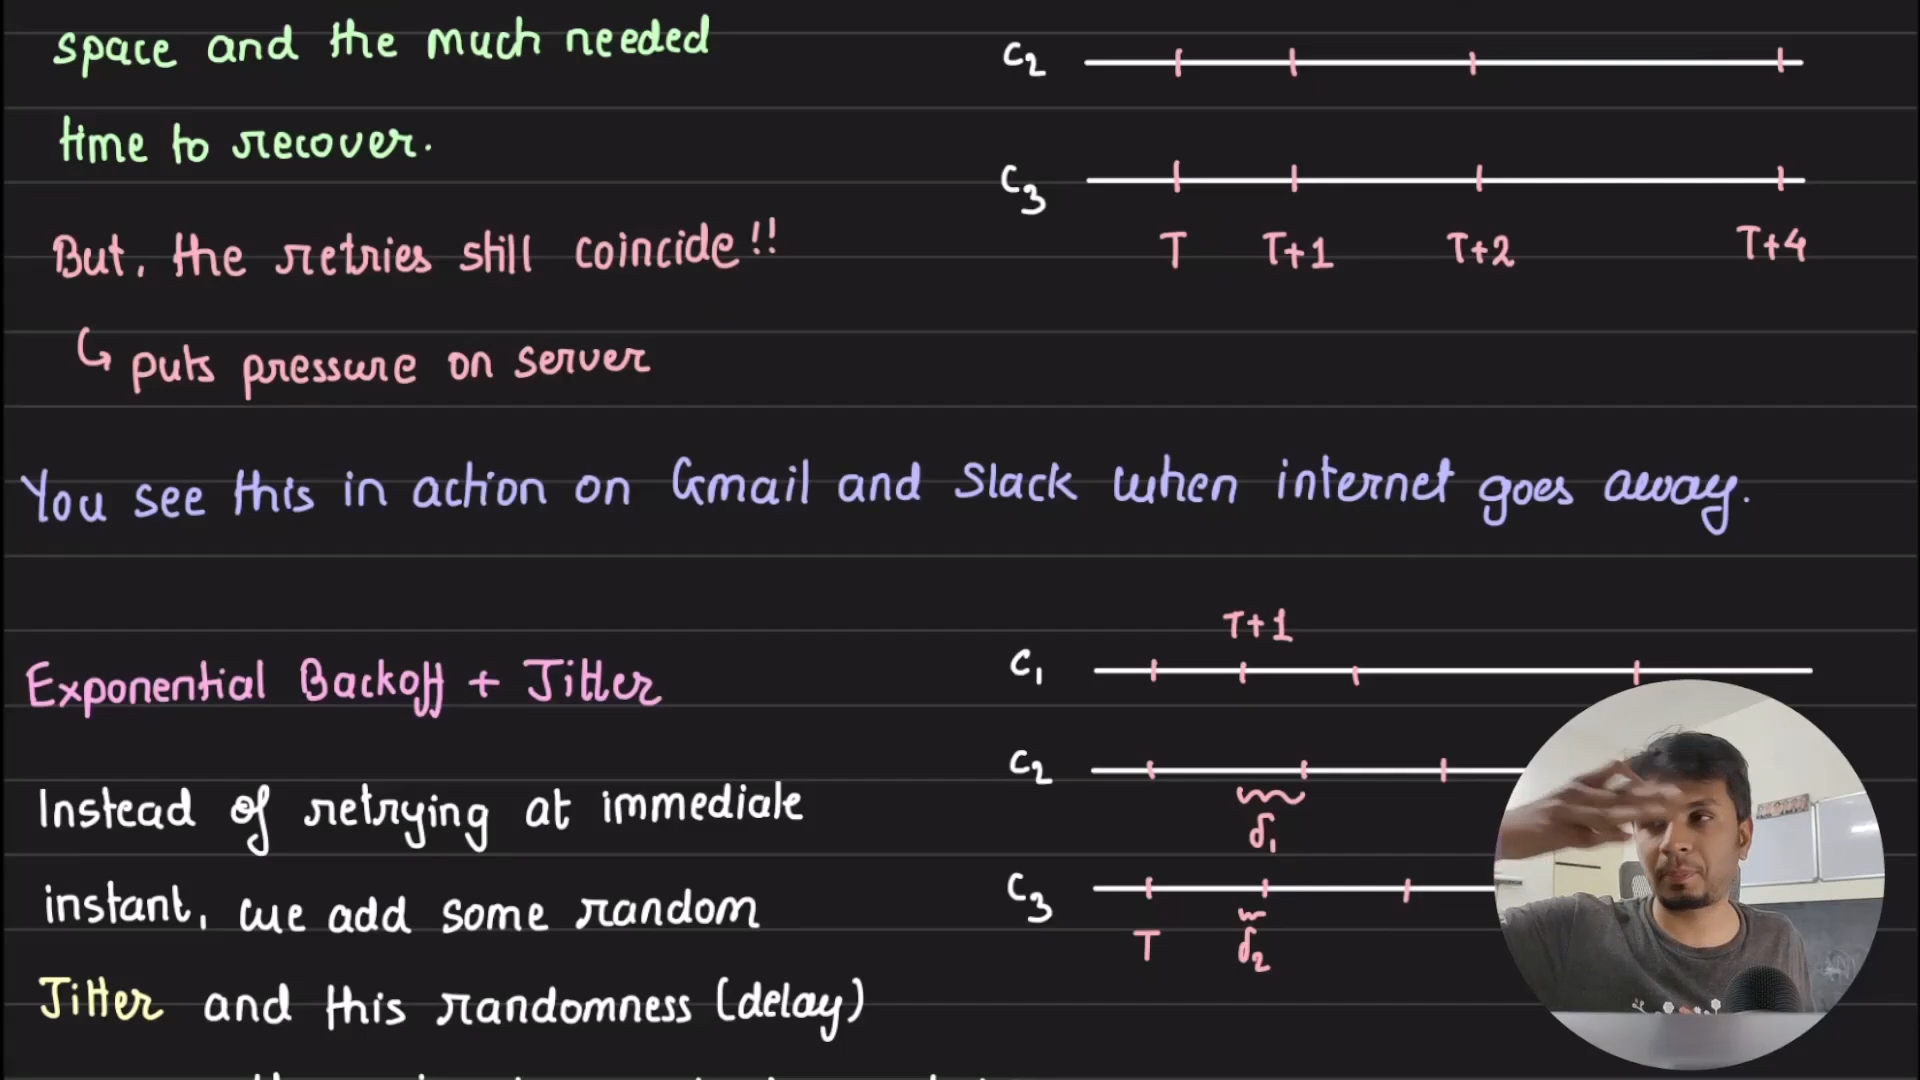 space and the much needed
time to recover.
But, the retries still coincide!!
↳ puts pressure on server
C2
C3
T T+1 T+2 T+4
You see this in action on Gmail and Slack when internet goes away.
Exponential Backoff + Jitter
Instead of retrying at immediate
instant, we add some random
Jitter and this randomness (delay)
T+1
C1
C2
δ1
C3
T δ2